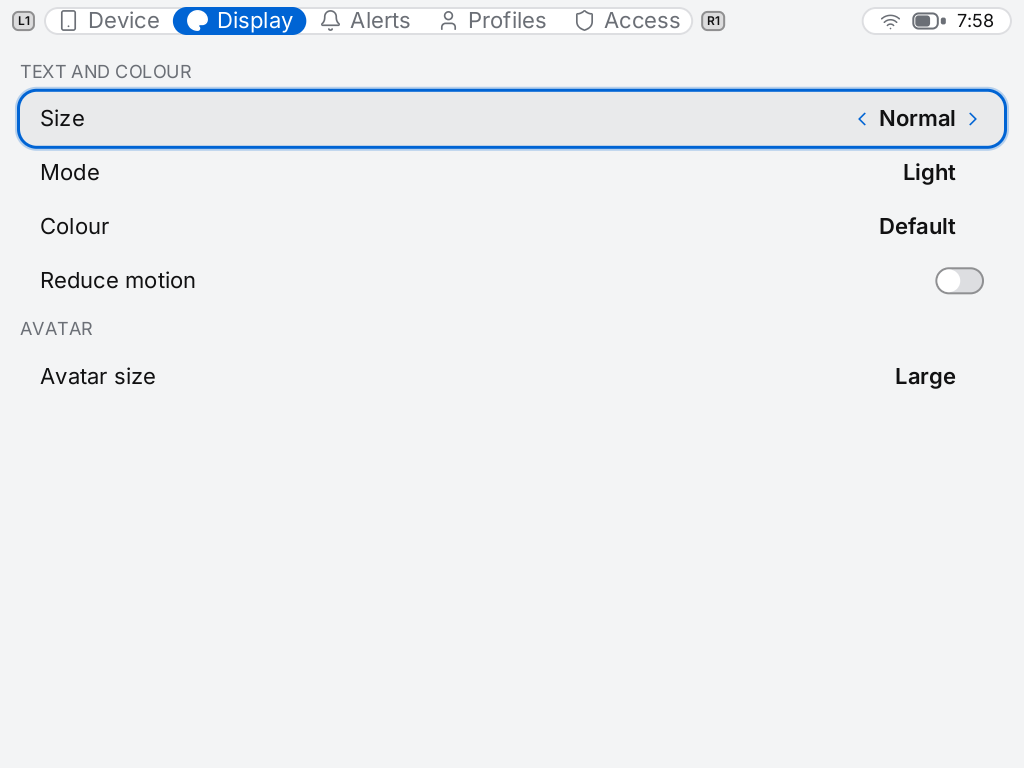 L1 Device Display Alerts Profiles Access R1 7:58
TEXT AND COLOUR
Size Normal
Mode Light
Colour Default
Reduce motion
AVATAR
Avatar size Large